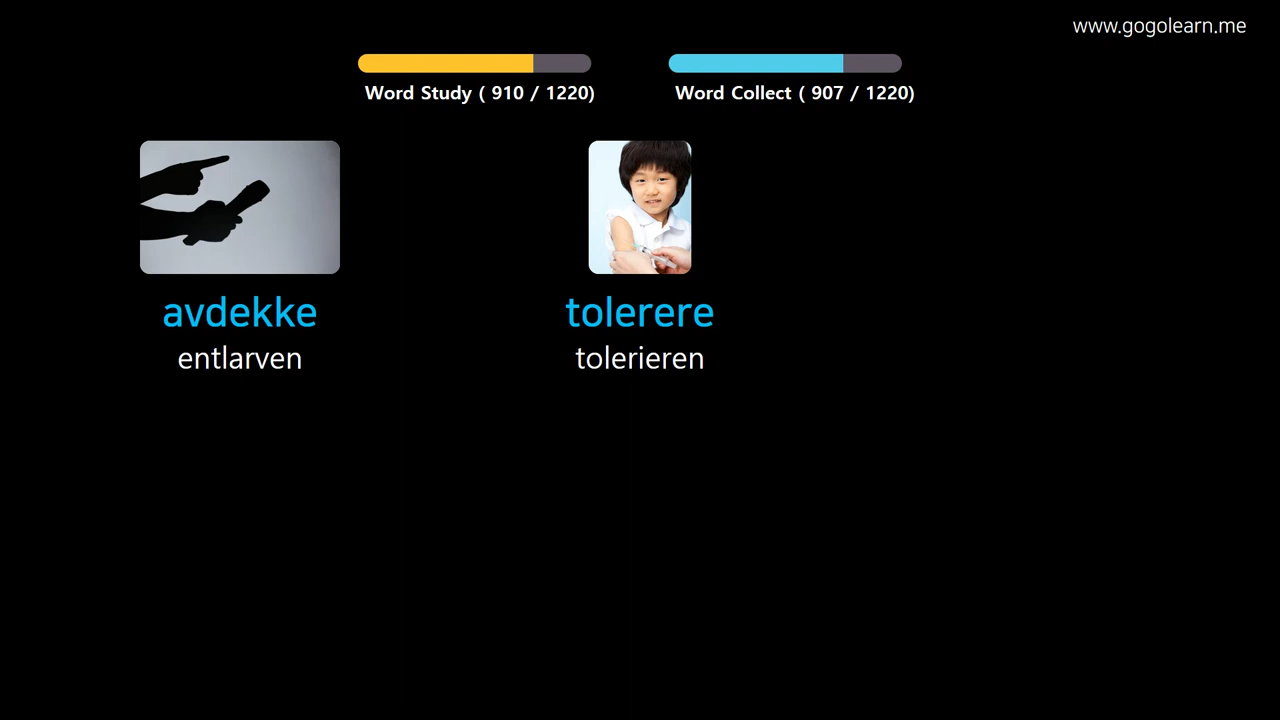 www.gogolearn.me
Word Study ( 910 / 1220)
Word Collect ( 907 / 1220)
avdekke
entlarven
tolerere
tolerieren